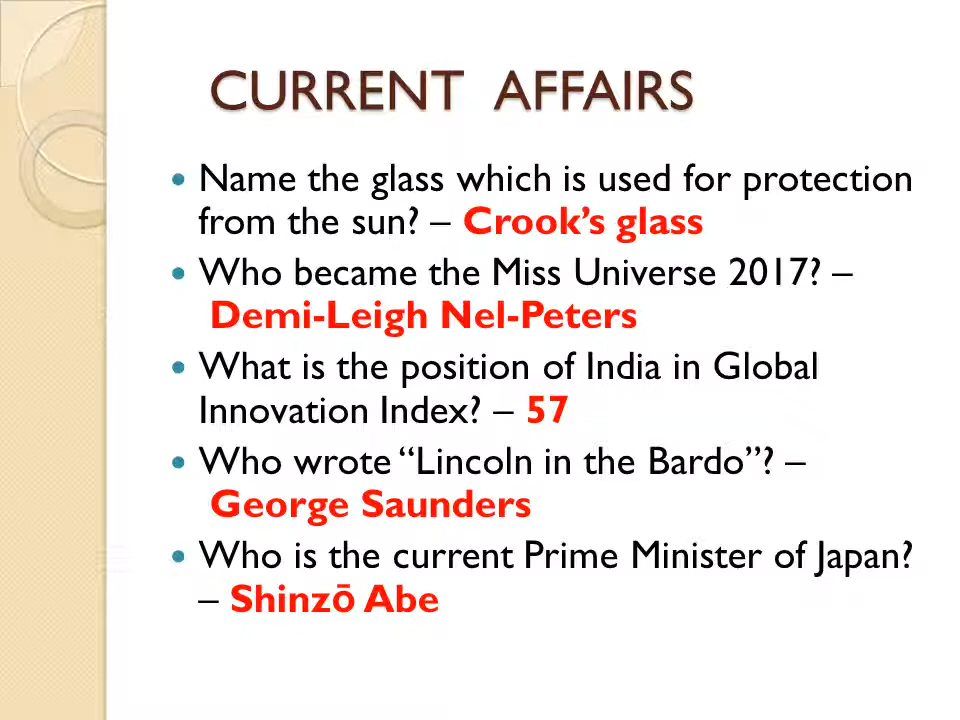 CURRENT AFFAIRS
• Name the glass which is used for protection
from the sun? – Crook’s glass
• Who became the Miss Universe 2017? –
Demi-Leigh Nel-Peters
• What is the position of India in Global
Innovation Index? – 57
• Who wrote “Lincoln in the Bardo”? –
George Saunders
• Who is the current Prime Minister of Japan?
– Shinzō Abe